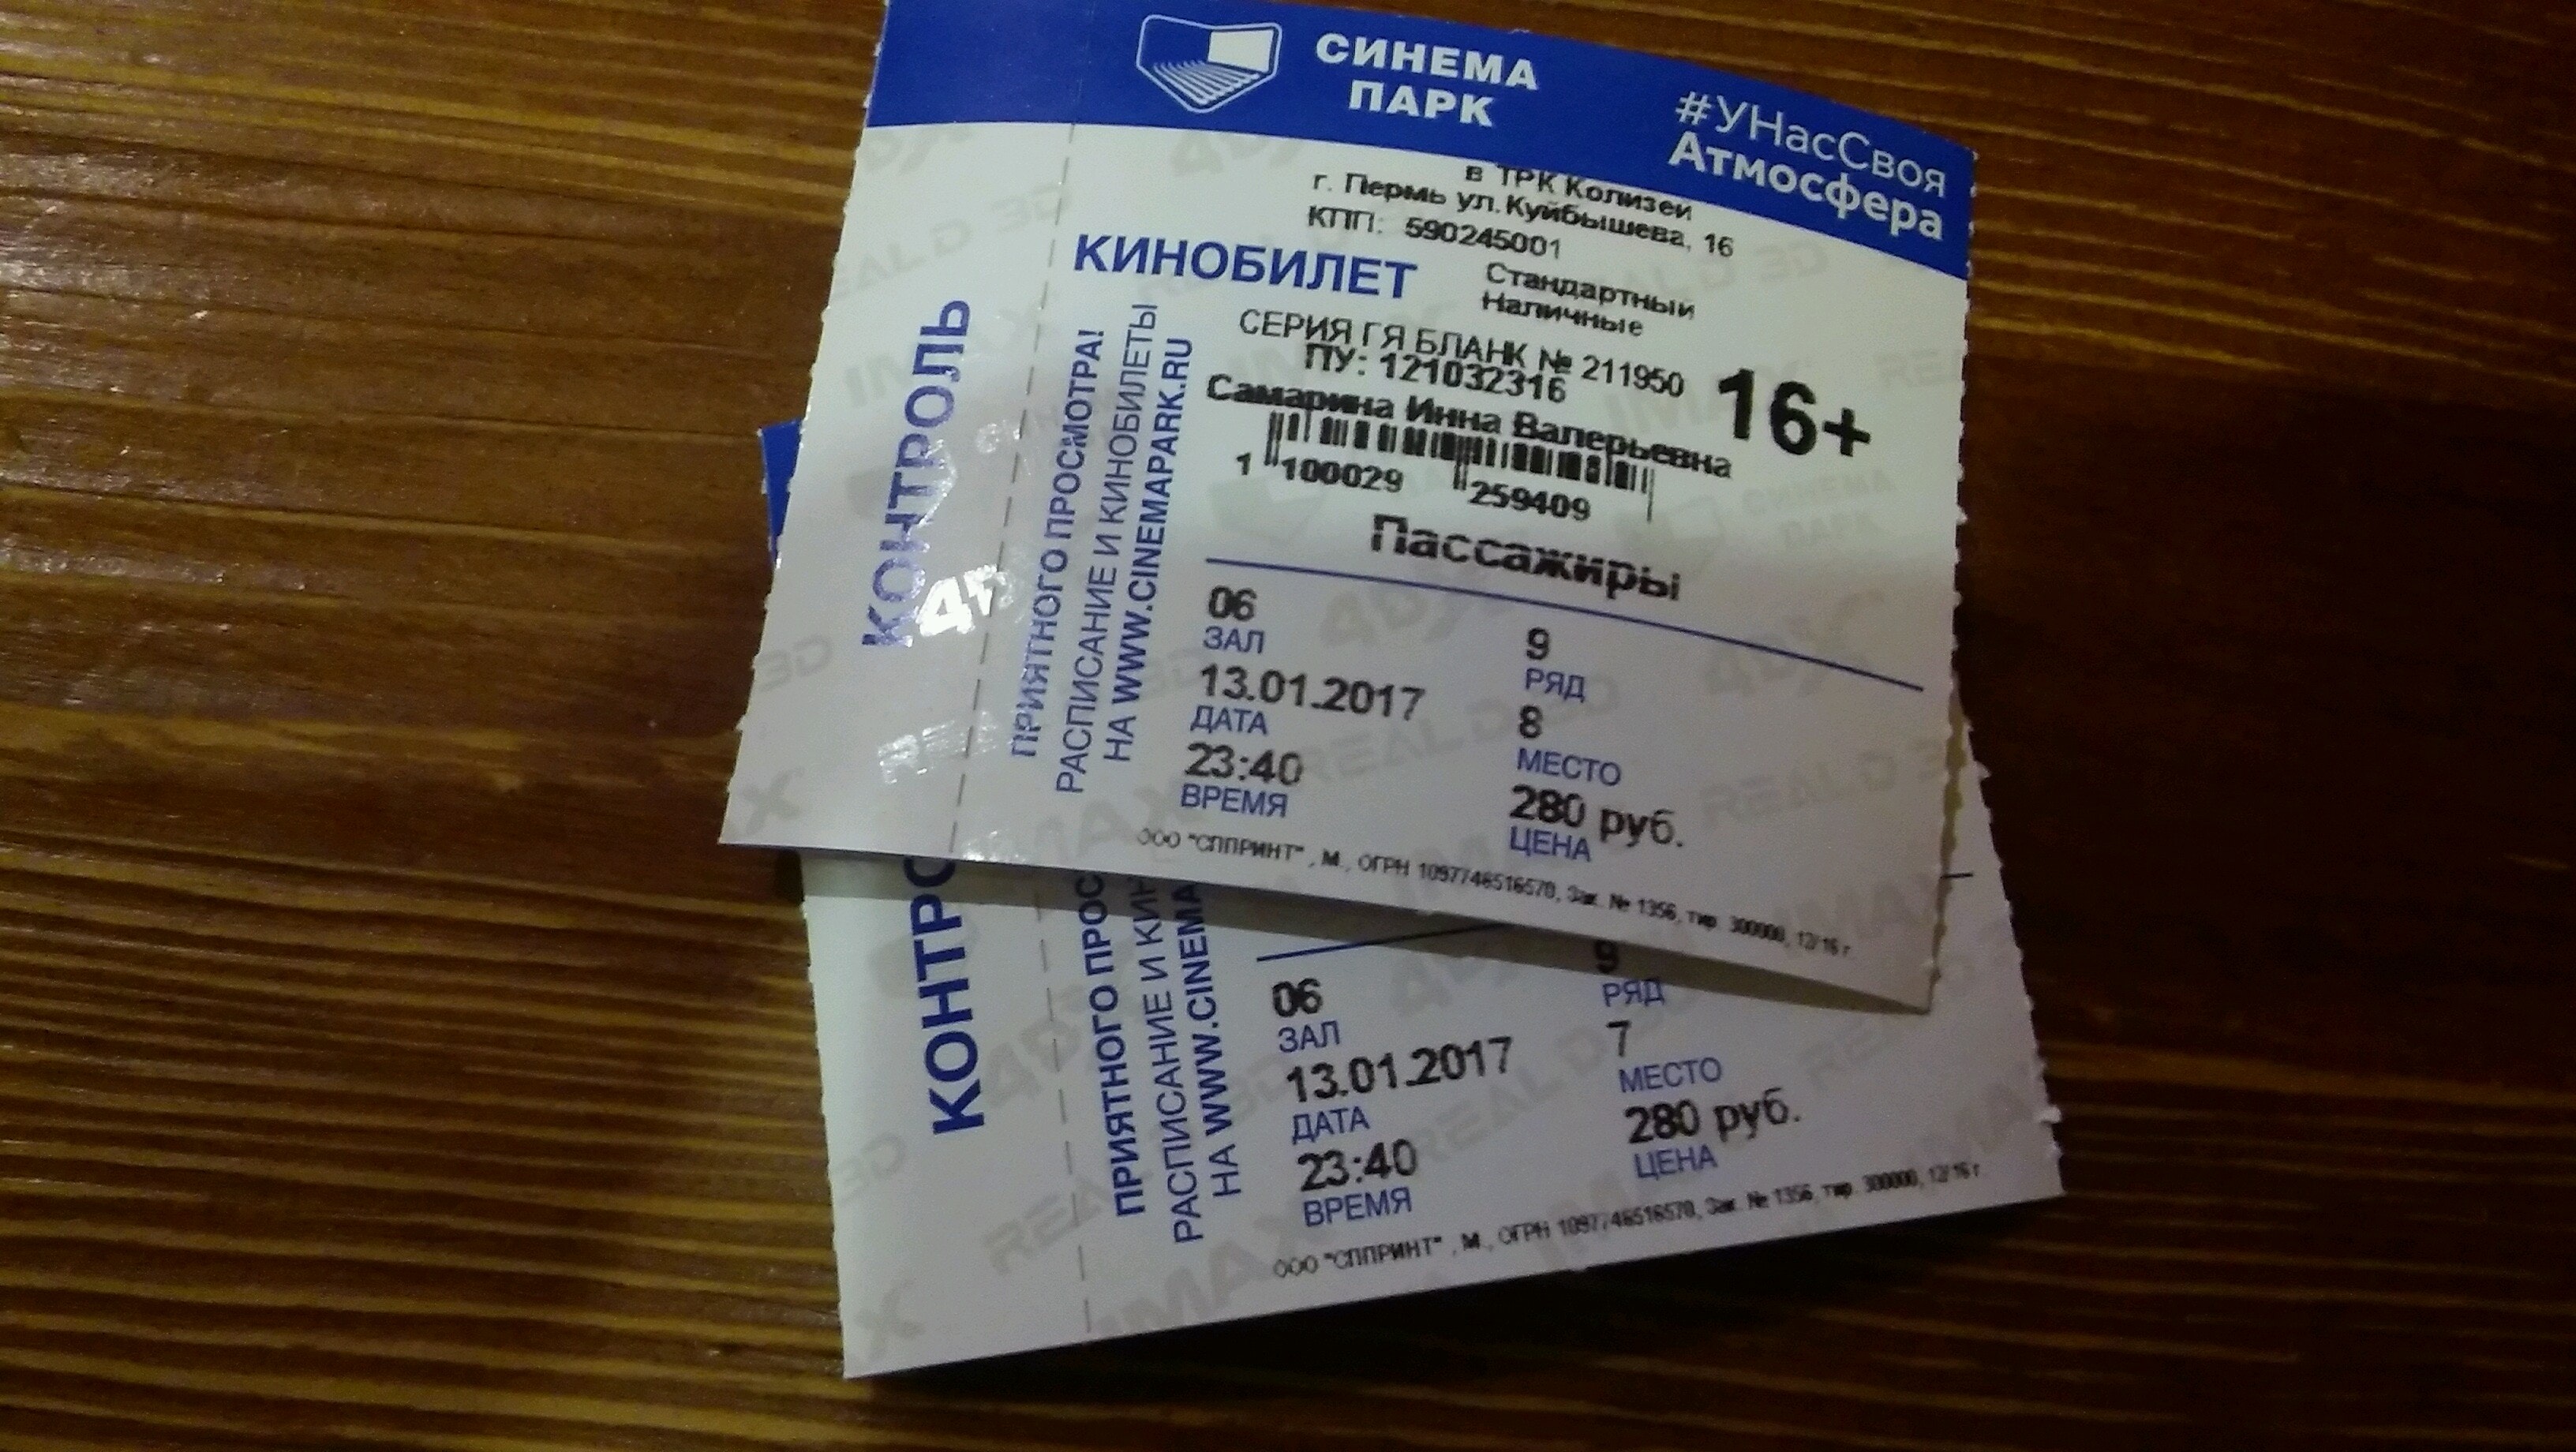 СИНЕМА
ПАРК
#УНасСвоя
Атмосфера
в ТРК Колизей
г. Пермь ул. Куйбышева, 16
КПП: 590245001
КИНОБИЛЕТ
Стандартный
Наличные
СЕРИЯ ГЯ БЛАНК № 211950
ПУ: 121032316
Самарина Инна Валерьевна
16+
1 100029 259409
Пассажиры
КОНТРОЛЬ
ПРИЯТНОГО ПРОСМОТРА!
РАСПИСАНИЕ И КИНОБИЛЕТЫ
НА WWW.CINEMAPARK.RU
06
ЗАЛ
9
РЯД
13.01.2017
ДАТА
8
МЕСТО
23:40
ВРЕМЯ
280 руб.
ЦЕНА
ООО "СППРИНТ", М., ОГРН 1097746516570, Зак. № 1356, тир. 300000, 12/16 г.
КОНТРО
ПРИЯТНОГО ПРОС
РАСПИСАНИЕ И КИН
НА WWW.CINEMA
06
ЗАЛ
9
РЯД
13.01.2017
ДАТА
7
МЕСТО
23:40
ВРЕМЯ
280 руб.
ЦЕНА
ООО "СППРИНТ", М., ОГРН 1097746516570, Зак. № 1356, тир. 300000, 12/16 г.